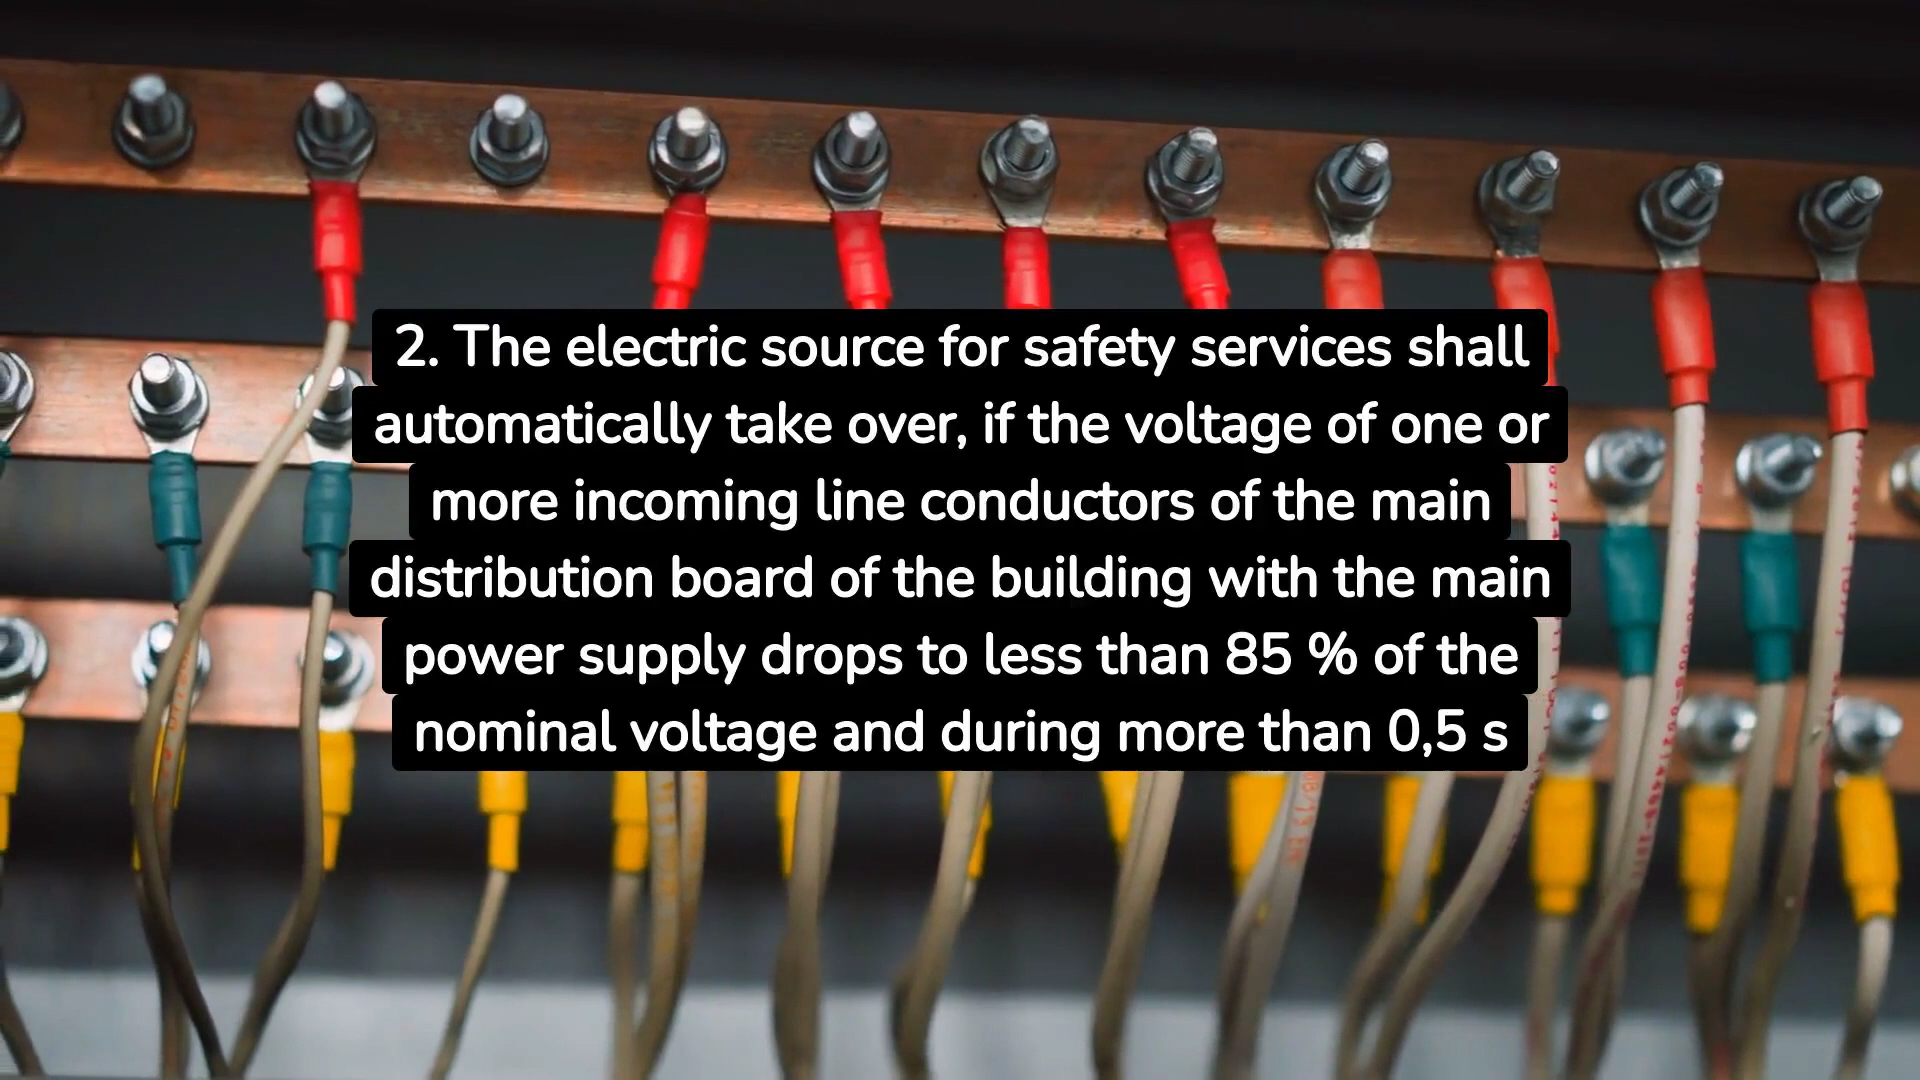 2. The electric source for safety services shall
automatically take over, if the voltage of one or
more incoming line conductors of the main
distribution board of the building with the main
power supply drops to less than 85 % of the
nominal voltage and during more than 0,5 s